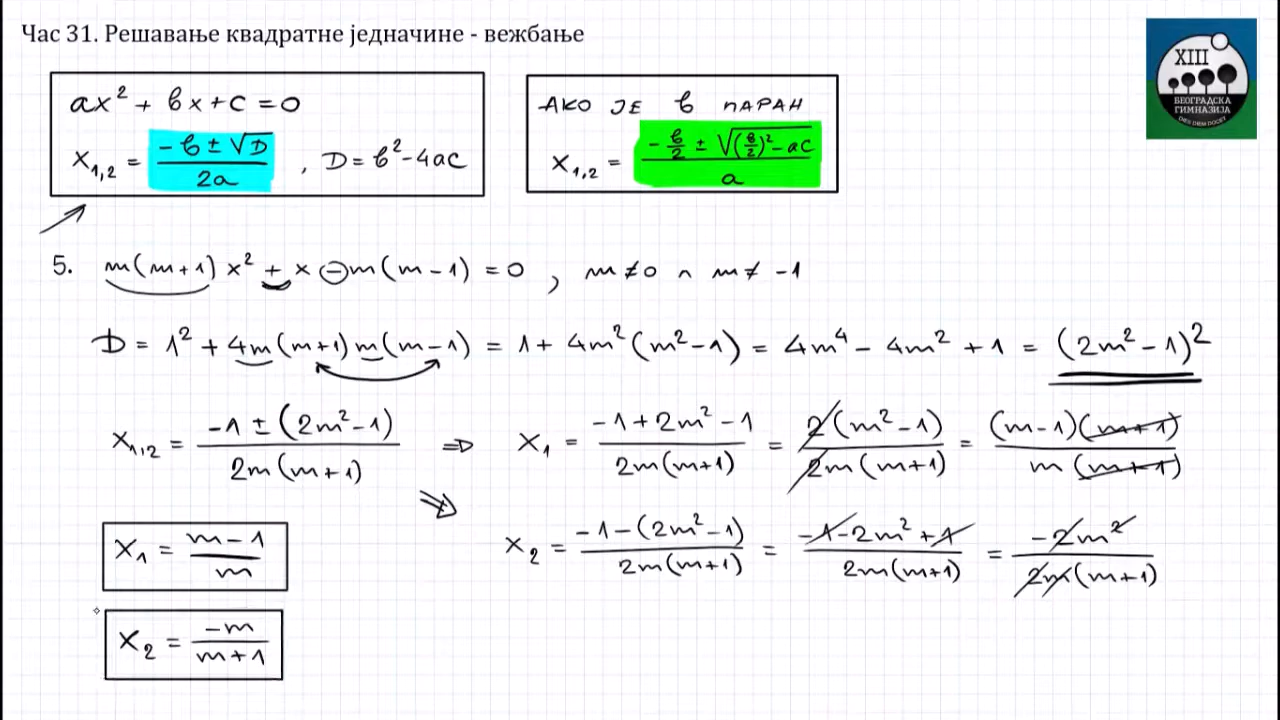 Час 31. Решавање квадратне једначине - вежбање
XIII
БЕОГРАДСКА
ГИМНАЗИЈА
ax² + вx + c = 0
x₁,₂ = (-в ± √D)/(2a) , D = в² - 4ac
АКО ЈЕ в ПАРАН
x₁,₂ = (-в/2 ± √((в/2)² - ac))/a
5. m(m+1)x² + x - m(m-1) = 0 , m ≠ 0 ∩ m ≠ -1
D = 1² + 4m(m+1)m(m-1) = 1 + 4m²(m²-1) = 4m⁴ - 4m² + 1 = (2m²-1)²
x₁,₂ = (-1 ± (2m²-1))/(2m(m+1)) ⇒ x₁ = (-1+2m²-1)/(2m(m+1)) = (2(m²-1))/(2m(m+1)) = ((m-1)(m+1))/(m(m+1))
⇒ x₂ = (-1-(2m²-1))/(2m(m+1)) = (-1-2m²+1)/(2m(m+1)) = (-2m²)/(2m(m+1))
x₁ = (m-1)/m
x₂ = (-m)/(m+1)